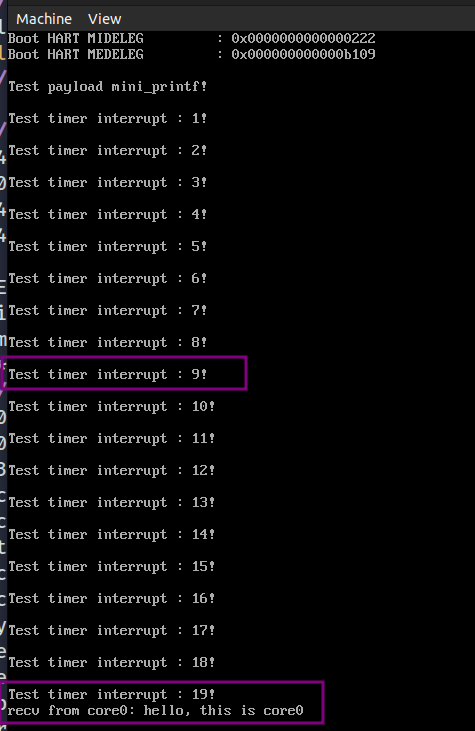 Machine View
Boot HART MIDELEG : 0x0000000000000222
Boot HART MEDELEG : 0x000000000000b109
Test payload mini_printf!
Test timer interrupt : 1!
Test timer interrupt : 2!
Test timer interrupt : 3!
Test timer interrupt : 4!
Test timer interrupt : 5!
Test timer interrupt : 6!
Test timer interrupt : 7!
Test timer interrupt : 8!
Test timer interrupt : 9!
Test timer interrupt : 10!
Test timer interrupt : 11!
Test timer interrupt : 12!
Test timer interrupt : 13!
Test timer interrupt : 14!
Test timer interrupt : 15!
Test timer interrupt : 16!
Test timer interrupt : 17!
Test timer interrupt : 18!
Test timer interrupt : 19!
recv from core0: hello, this is core0